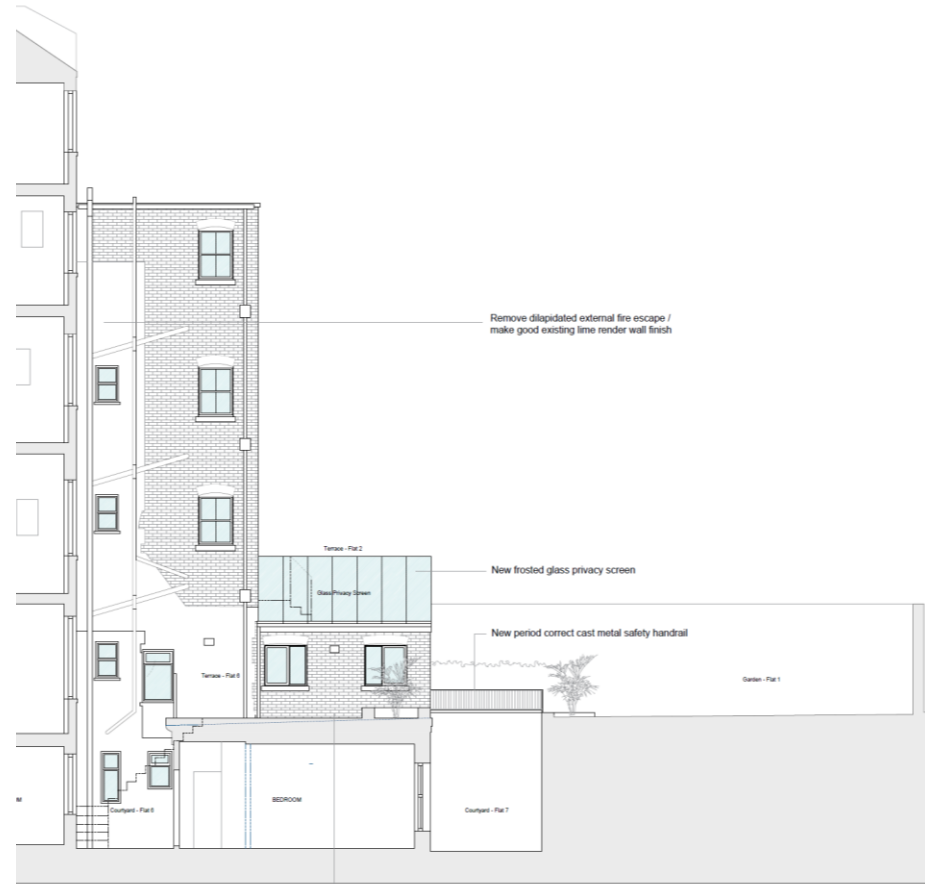 Remove dilapidated external fire escape /
make good existing lime render wall finish
Terrace - Flat 2
New frosted glass privacy screen
Glass Privacy Screen
New period correct cast metal safety handrail
Terrace - Flat 6
Garden - Flat 1
M
BEDROOM
Courtyard - Flat 6
Courtyard - Flat 7